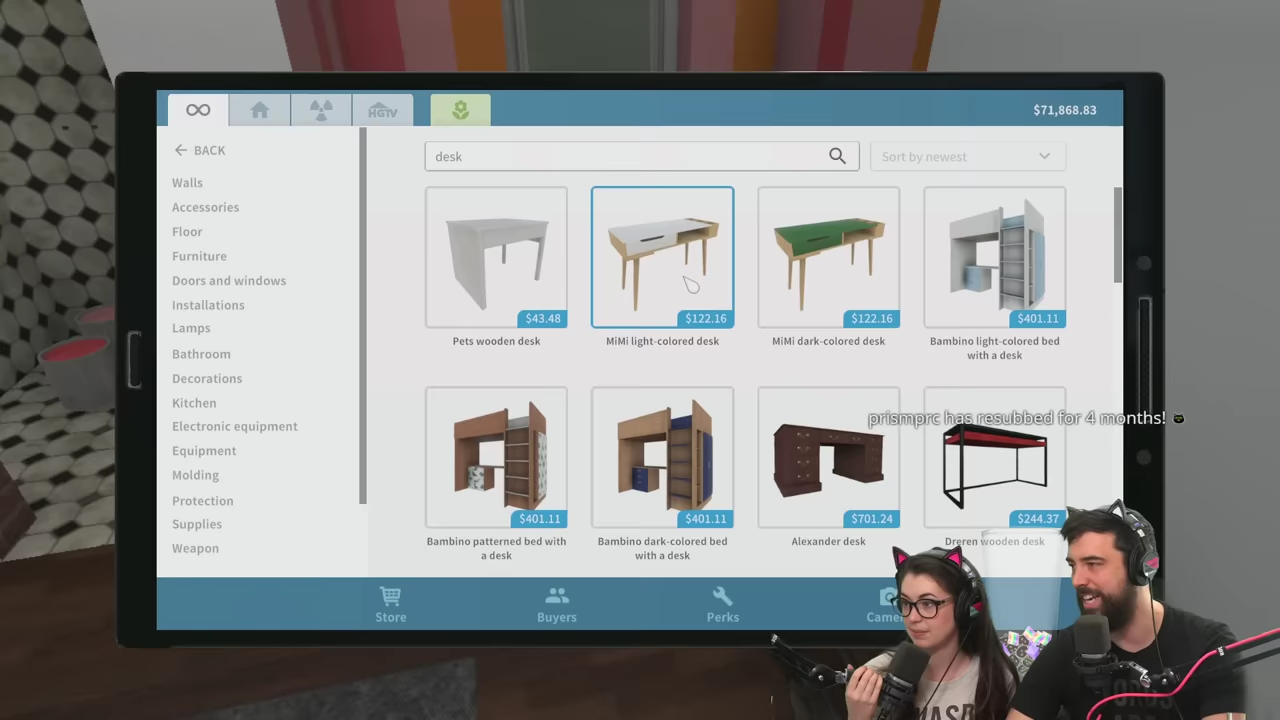 HGTV
$71,868.83
BACK
Walls
Accessories
Floor
Furniture
Doors and windows
Installations
Lamps
Bathroom
Decorations
Kitchen
Electronic equipment
Equipment
Molding
Protection
Supplies
Weapon
desk
Sort by newest
$43.48
Pets wooden desk
$122.16
MiMi light-colored desk
$122.16
MiMi dark-colored desk
$401.11
Bambino light-colored bed
with a desk
prismprc has resubbed for 4 months!
$401.11
Bambino patterned bed with
a desk
$401.11
Bambino dark-colored bed
with a desk
$701.24
Alexander desk
$244.37
Dreren wooden desk
Store
Buyers
Perks